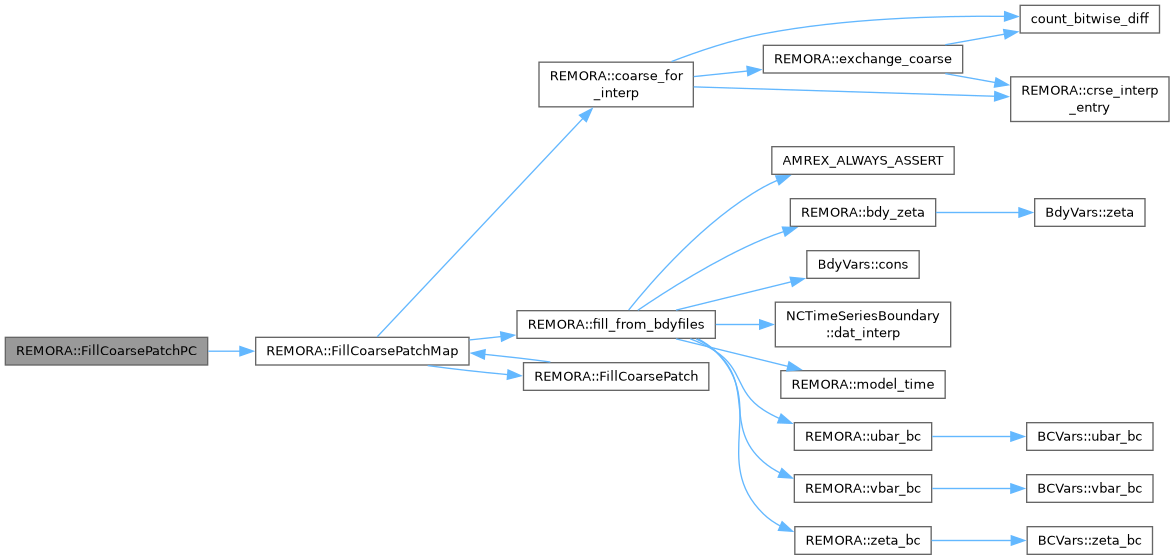 REMORA::FillCoarsePatchPC
REMORA::FillCoarsePatchMap
REMORA::coarse_for
_interp
REMORA::fill_from_bdyfiles
REMORA::FillCoarsePatch
REMORA::exchange_coarse
count_bitwise_diff
REMORA::crse_interp
_entry
AMREX_ALWAYS_ASSERT
REMORA::bdy_zeta
BdyVars::zeta
BdyVars::cons
NCTimeSeriesBoundary
::dat_interp
REMORA::model_time
REMORA::ubar_bc
BCVars::ubar_bc
REMORA::vbar_bc
BCVars::vbar_bc
REMORA::zeta_bc
BCVars::zeta_bc